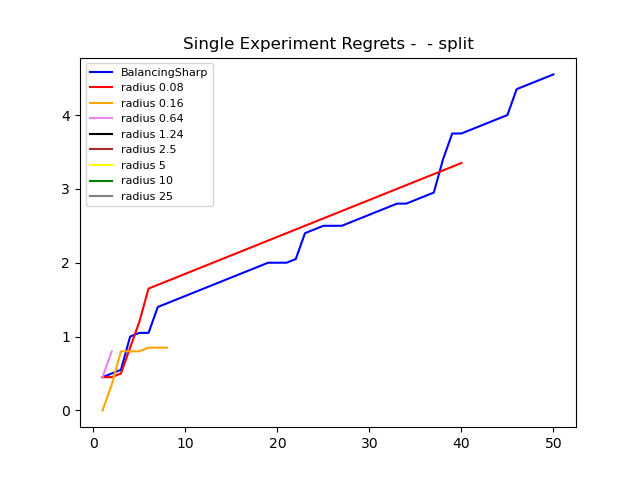 Single Experiment Regrets -  - split
BalancingSharp
radius 0.08
radius 0.16
radius 0.64
radius 1.24
radius 2.5
radius 5
radius 10
radius 25
4
3
2
1
0
0 10 20 30 40 50